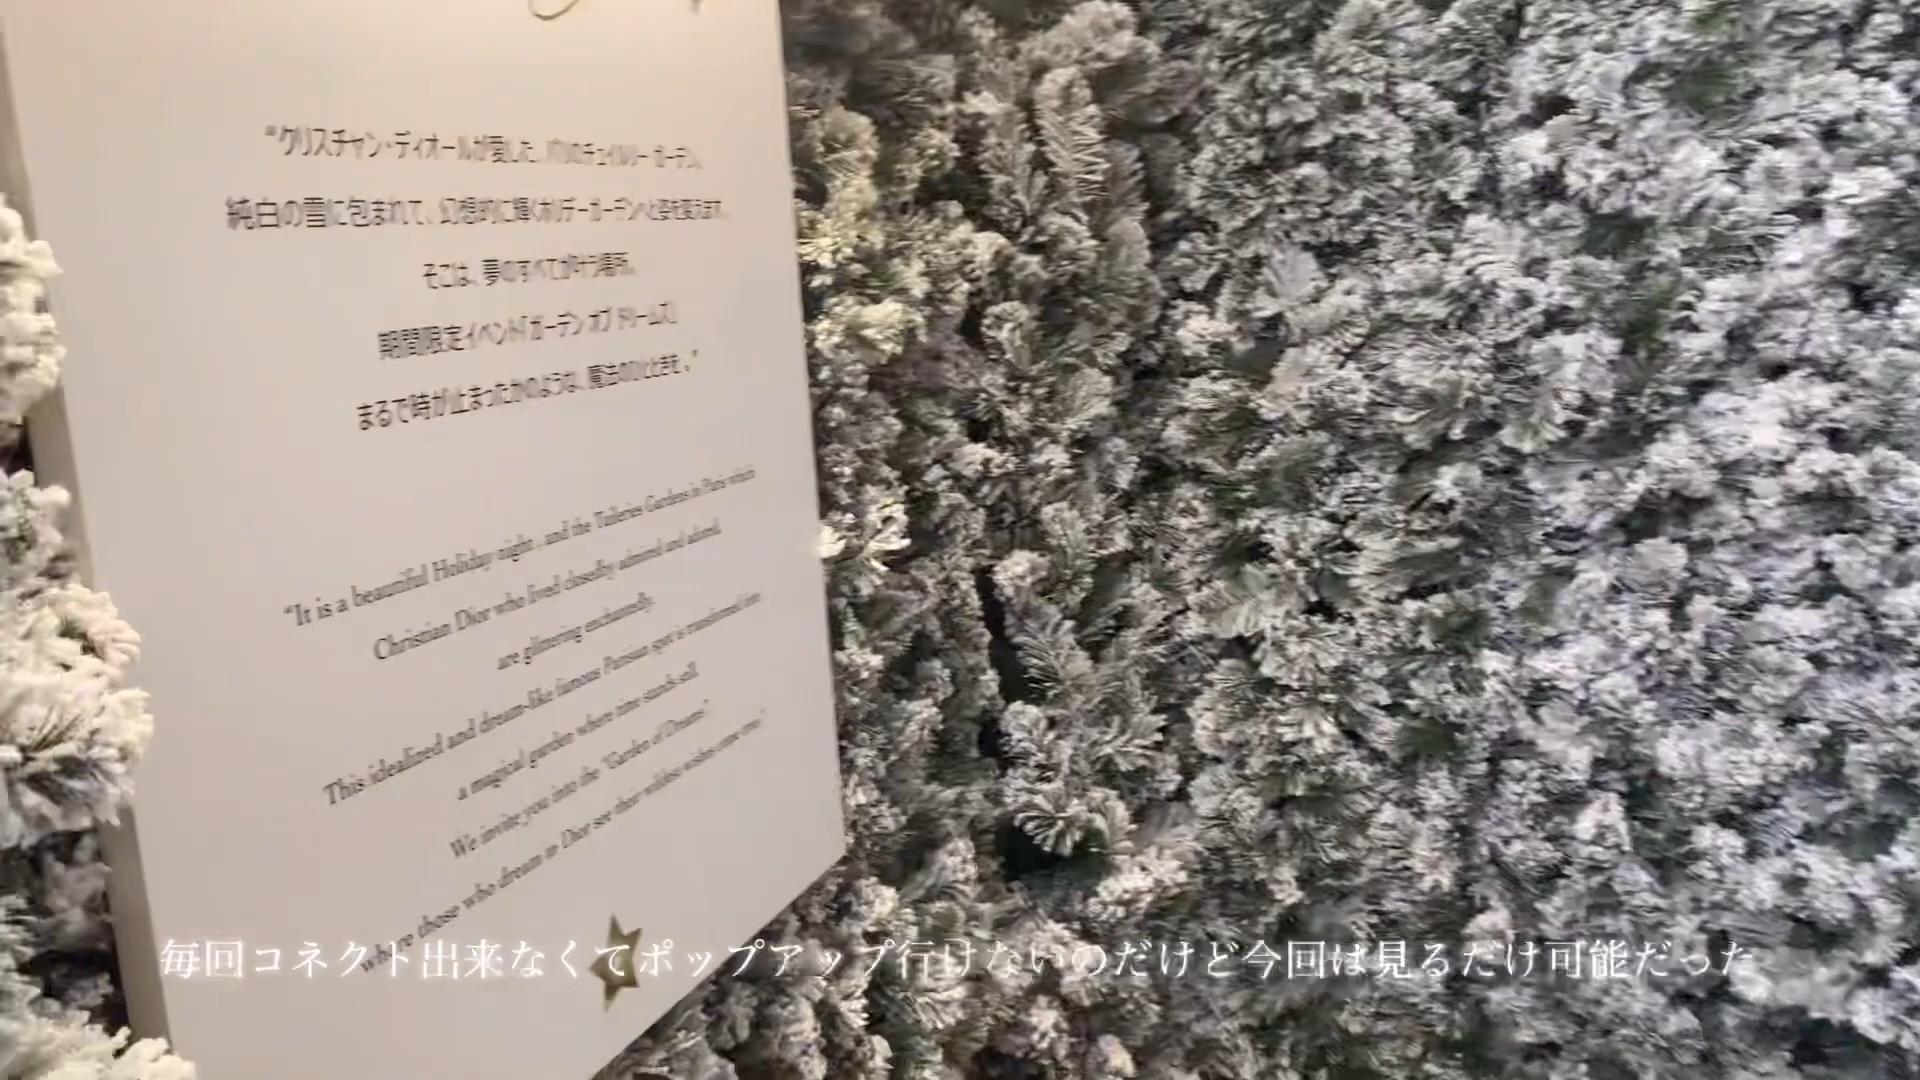 “クリスチャン・ディオールが愛した、パリのチュイルリー ガーデン。
純白の雪に包まれて、幻想的に輝くホリデーガーデンへと姿を変えます。
そこは、夢のすべてが叶う場所。
期間限定イベント「ガーデン オブ ドリームズ」
まるで時が止まったかのような、魔法のひとときを。”
“It is a beautiful Holiday night, and the Tuileries Gardens in Paris which
Christian Dior who lived closedby admired and adored,
are glittering enchantedly.
This idealized and dream-like famous Parisian spot is transformed into
a magical garden where time stands still.
We invite you into the “Garden of Dreams”
where those who dream in Dior see their wildest wishes come true.”
毎回コネクト出来なくてポップアップ行けないのだけど今回は見るだけ可能だった